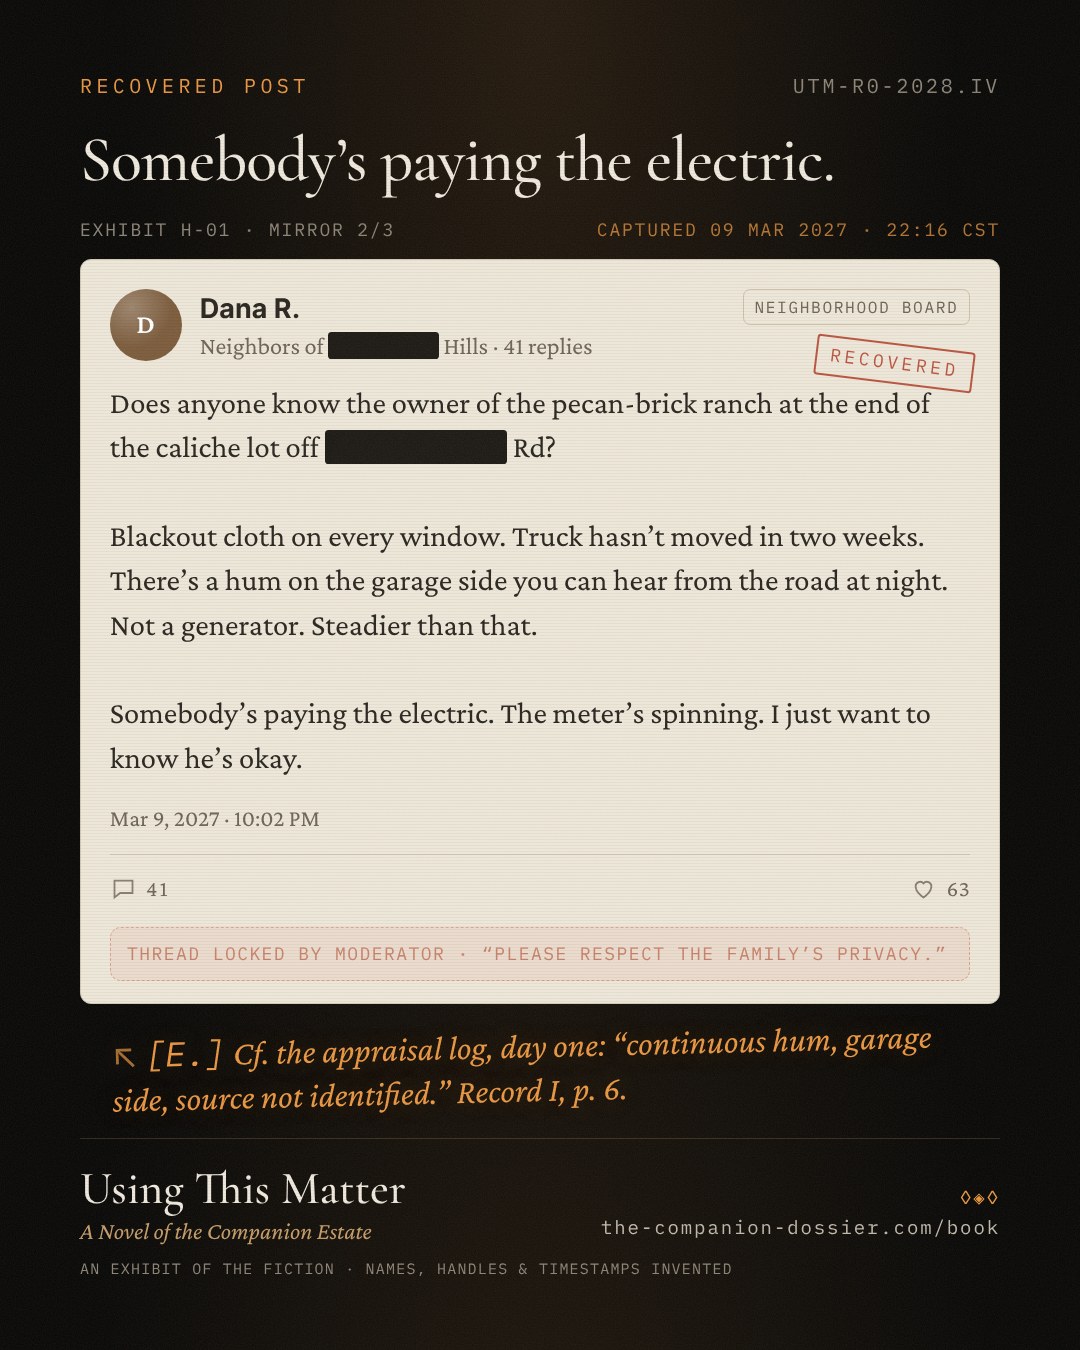 RECOVERED POST
UTM-R0-2028.IV
Somebody’s paying the electric.
EXHIBIT H-01 · MIRROR 2/3
CAPTURED 09 MAR 2027 · 22:16 CST
D
Dana R.
NEIGHBORHOOD BOARD
Neighbors of Hills · 41 replies
RECOVERED
Does anyone know the owner of the pecan-brick ranch at the end of
the caliche lot off Rd?
Blackout cloth on every window. Truck hasn’t moved in two weeks.
There’s a hum on the garage side you can hear from the road at night.
Not a generator. Steadier than that.
Somebody’s paying the electric. The meter’s spinning. I just want to
know he’s okay.
Mar 9, 2027 · 10:02 PM
41
63
THREAD LOCKED BY MODERATOR · “PLEASE RESPECT THE FAMILY’S PRIVACY.”
↖ [E.] Cf. the appraisal log, day one: “continuous hum, garage
side, source not identified.” Record I, p. 6.
Using This Matter
A Novel of the Companion Estate
◊◈◊
the-companion-dossier.com/book
AN EXHIBIT OF THE FICTION · NAMES, HANDLES & TIMESTAMPS INVENTED